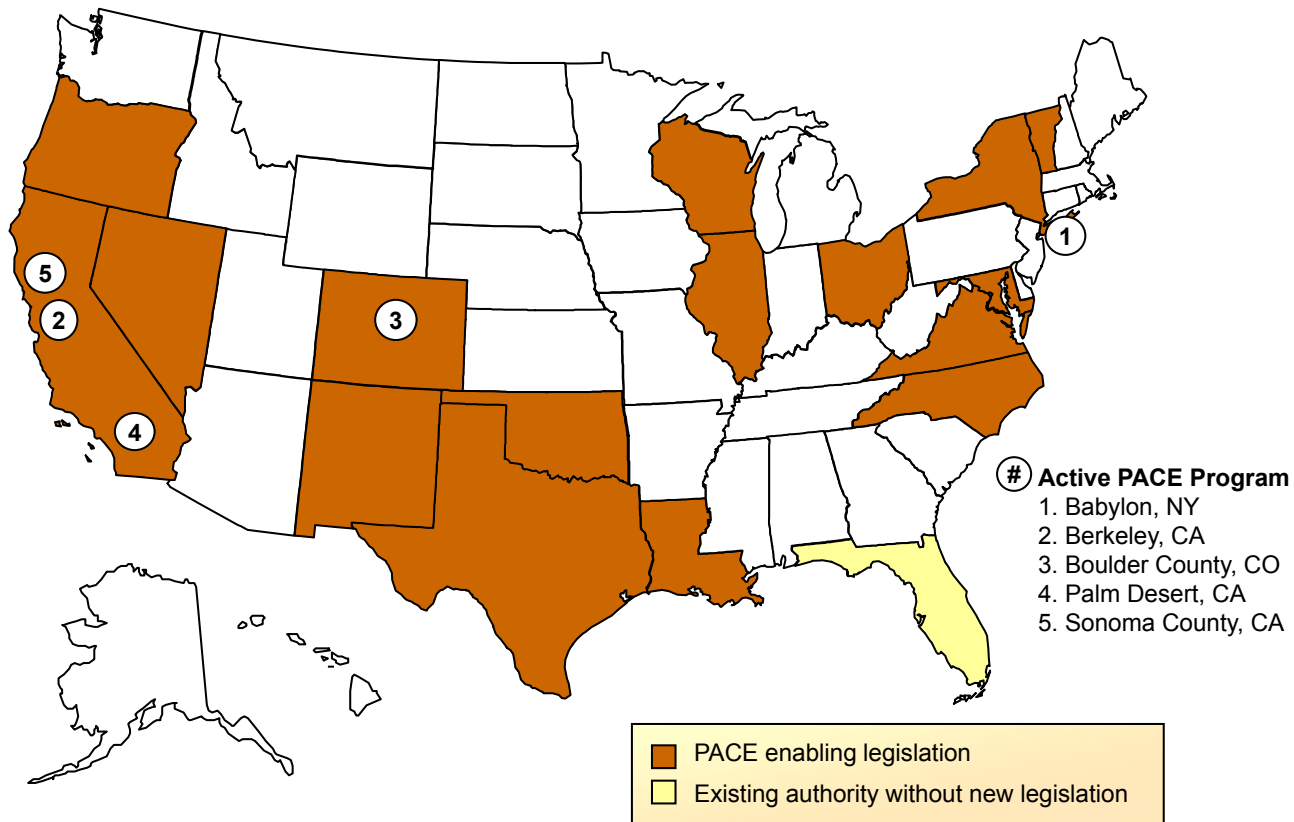 1
5
2
3
4
# Active PACE Program
1. Babylon, NY
2. Berkeley, CA
3. Boulder County, CO
4. Palm Desert, CA
5. Sonoma County, CA
PACE enabling legislation
Existing authority without new legislation